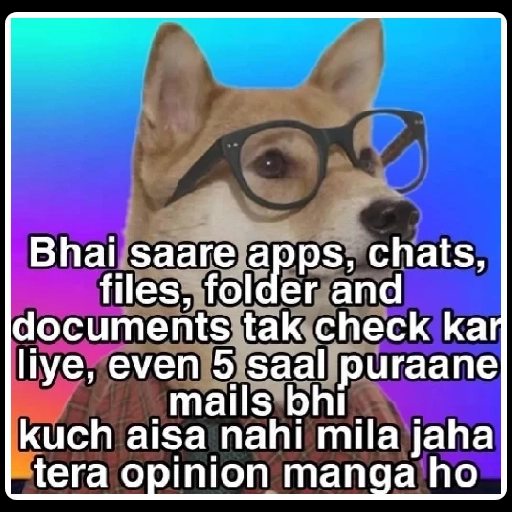 Bhai saare apps, chats,
files, folder and
documents tak check kar
liye, even 5 saal puraane
mails bhi
kuch aisa nahi mila jaha
tera opinion manga ho